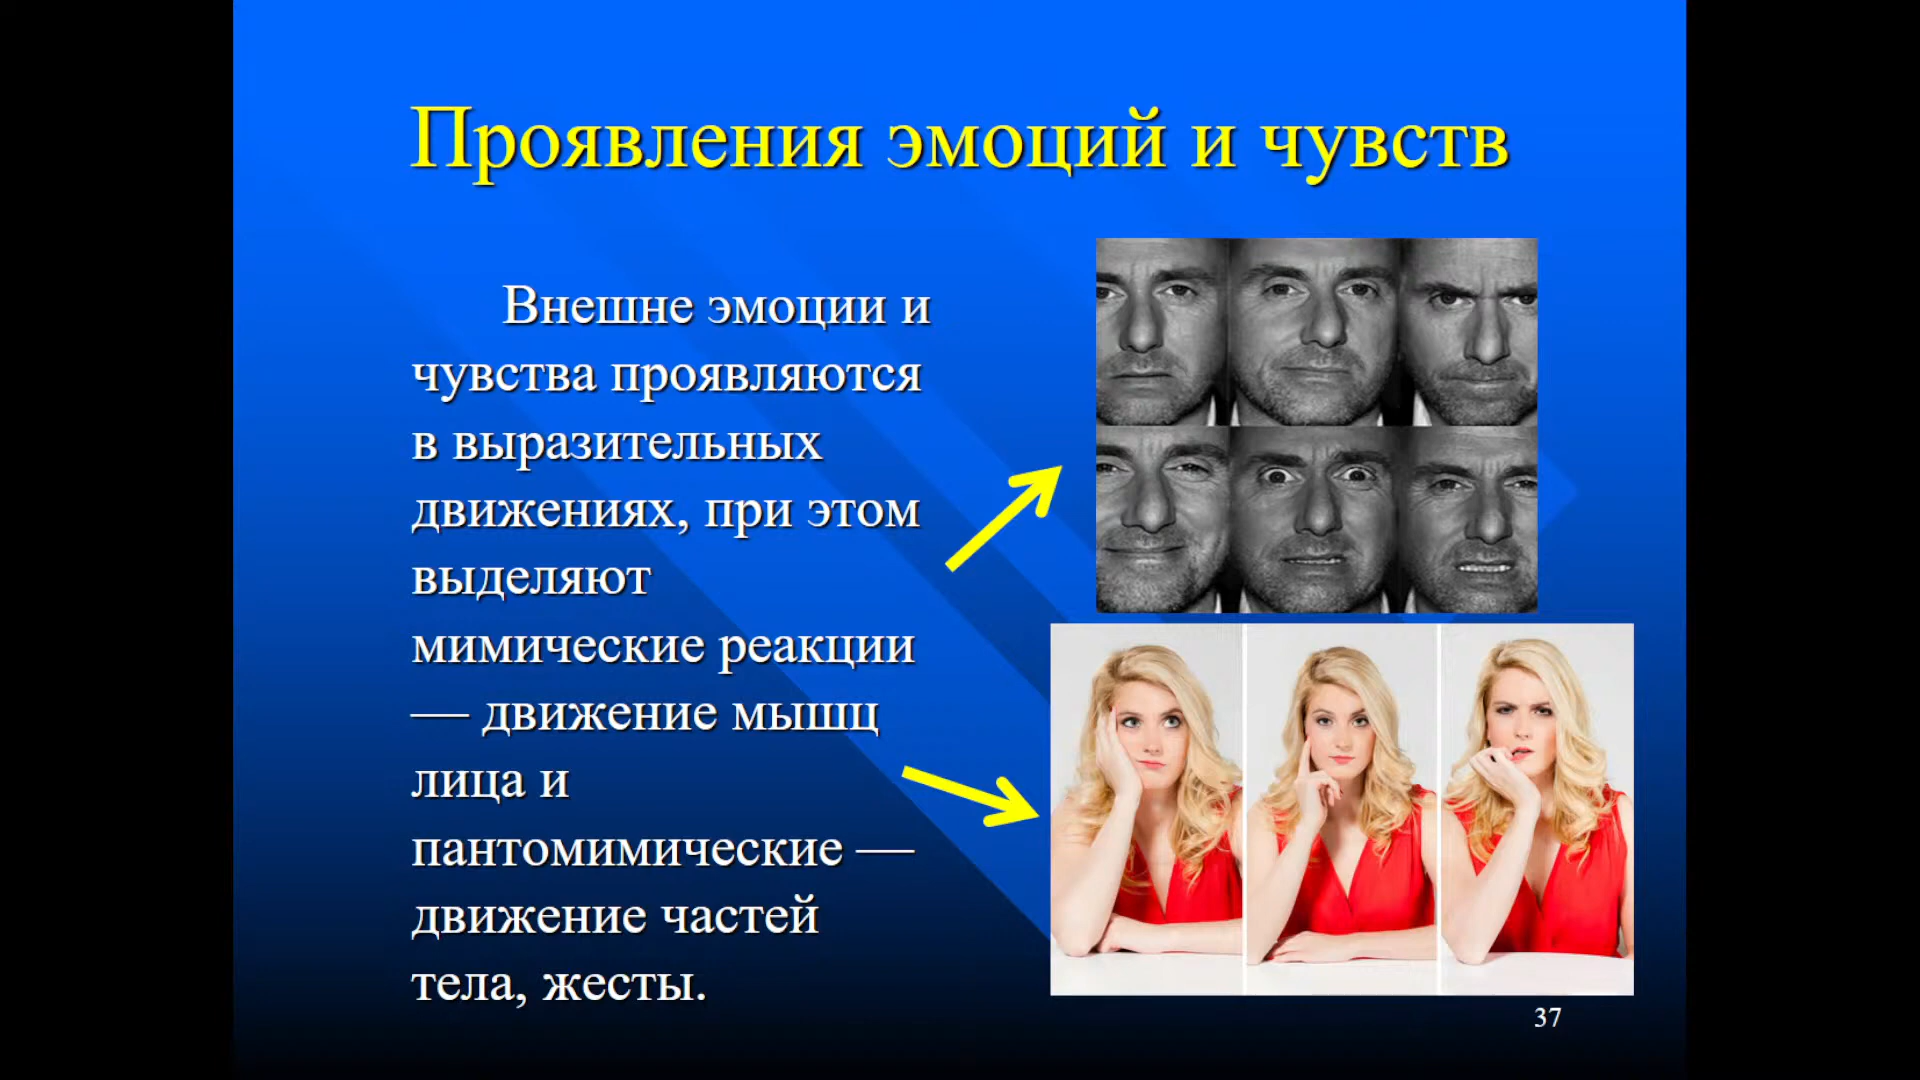 Проявления эмоций и чувств
Внешне эмоции и
чувства проявляются
в выразительных
движениях, при этом
выделяют
мимические реакции
— движение мышц
лица и
пантомимические —
движение частей
тела, жесты.
37